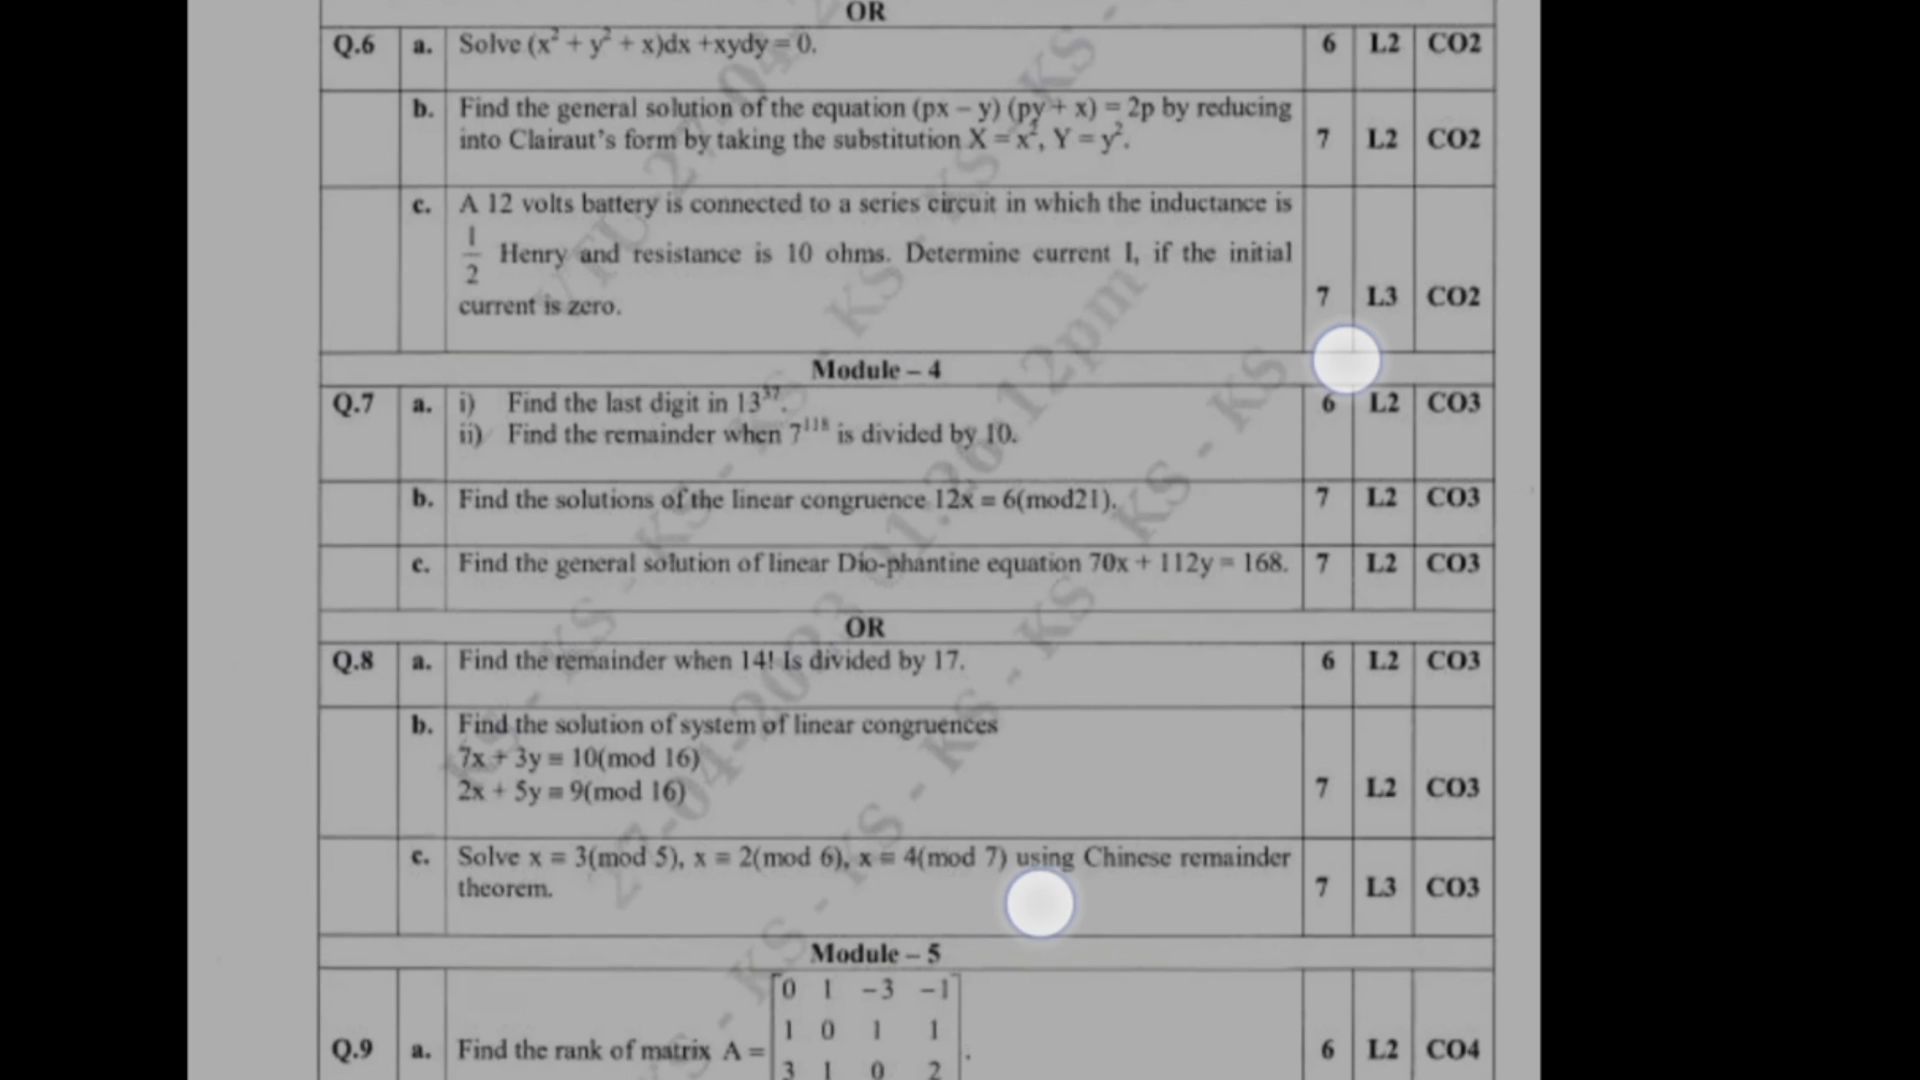 OR
Q.6 a. Solve (x² + y² + x)dx +xydy = 0. 6 L2 CO2
b. Find the general solution of the equation (px – y) (py + x) = 2p by reducing
into Clairaut's form by taking the substitution X = x², Y = y². 7 L2 CO2
c. A 12 volts battery is connected to a series circuit in which the inductance is
1/2 Henry and resistance is 10 ohms. Determine current I, if the initial
current is zero. 7 L3 CO2
Module – 4
Q.7 a. i) Find the last digit in 13³⁷. 6 L2 CO3
ii) Find the remainder when 7¹¹⁸ is divided by 10.
b. Find the solutions of the linear congruence 12x ≡ 6(mod21). 7 L2 CO3
c. Find the general solution of linear Dio-phantine equation 70x + 112y = 168. 7 L2 CO3
OR
Q.8 a. Find the remainder when 14! Is divided by 17. 6 L2 CO3
b. Find the solution of system of linear congruences
7x + 3y ≡ 10(mod 16)
2x + 5y ≡ 9(mod 16) 7 L2 CO3
c. Solve x ≡ 3(mod 5), x ≡ 2(mod 6), x ≡ 4(mod 7) using Chinese remainder
theorem. 7 L3 CO3
Module – 5
0 1 –3 –1
1 0 1 1
Q.9 a. Find the rank of matrix A = . 6 L2 CO4
3 1 0 2